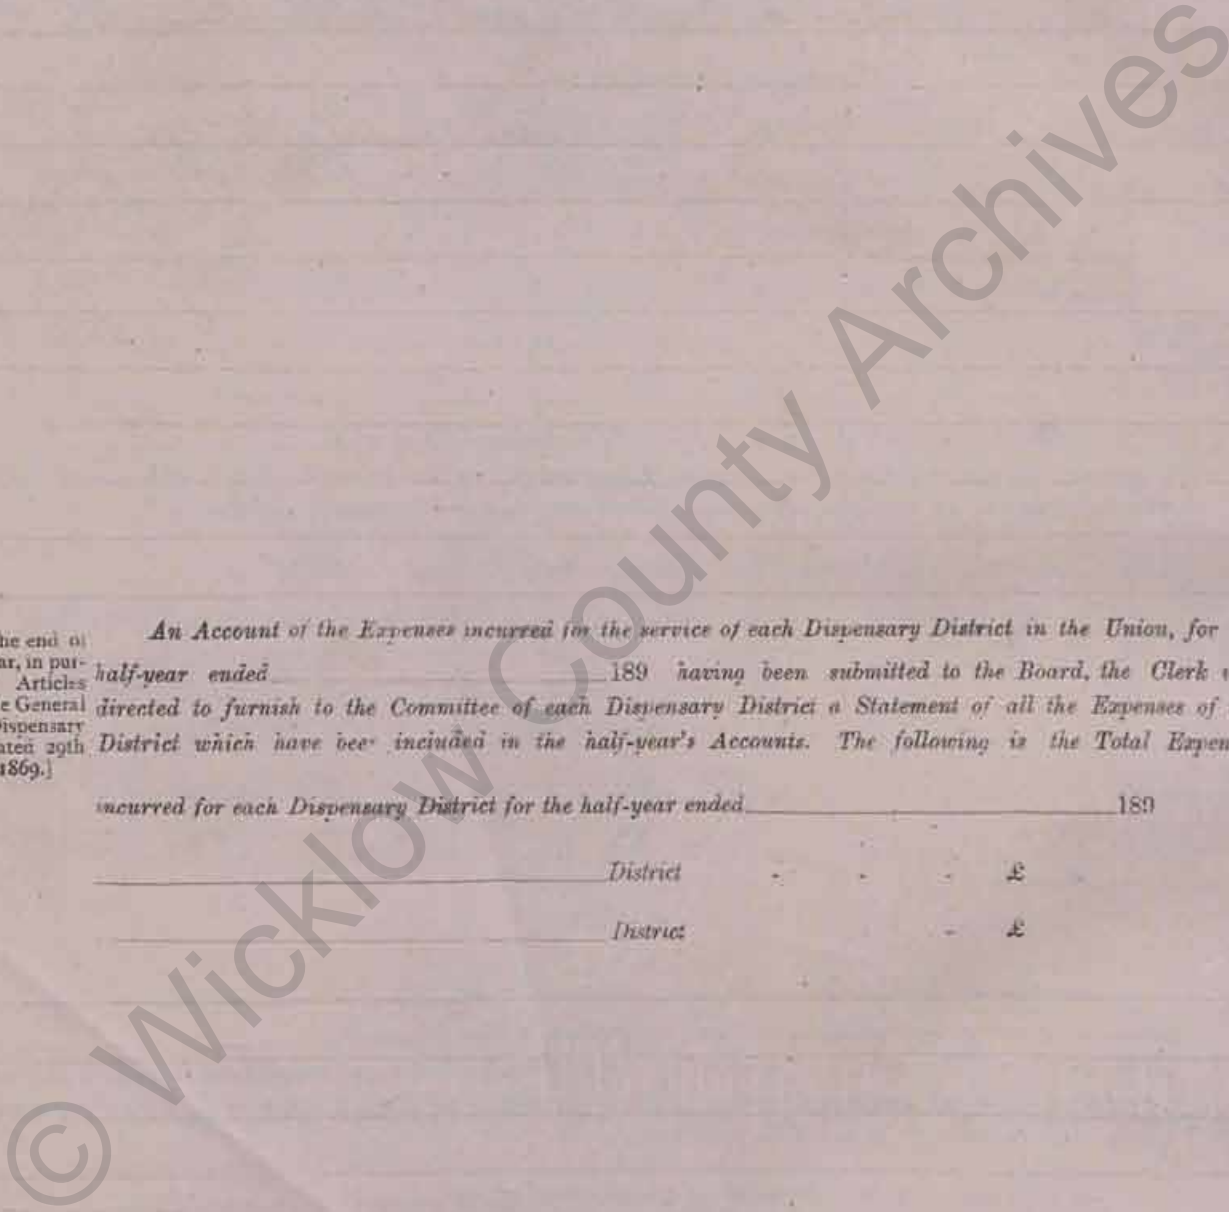 he end of
ar, in pur-
Articles
e General
Dispensary
ated 29th
1869.]
An Account of the Expenses incurred for the service of each Dispensary District in the Union, for
half-year ended 189 having been submitted to the Board, the Clerk
directed to furnish to the Committee of each Dispensary District a Statement of all the Expenses of
District which have been included in the half-year's Accounts. The following is the Total Expen
incurred for each Dispensary District for the half-year ended 189
District - - - £
District - £
© Wicklow County Archives